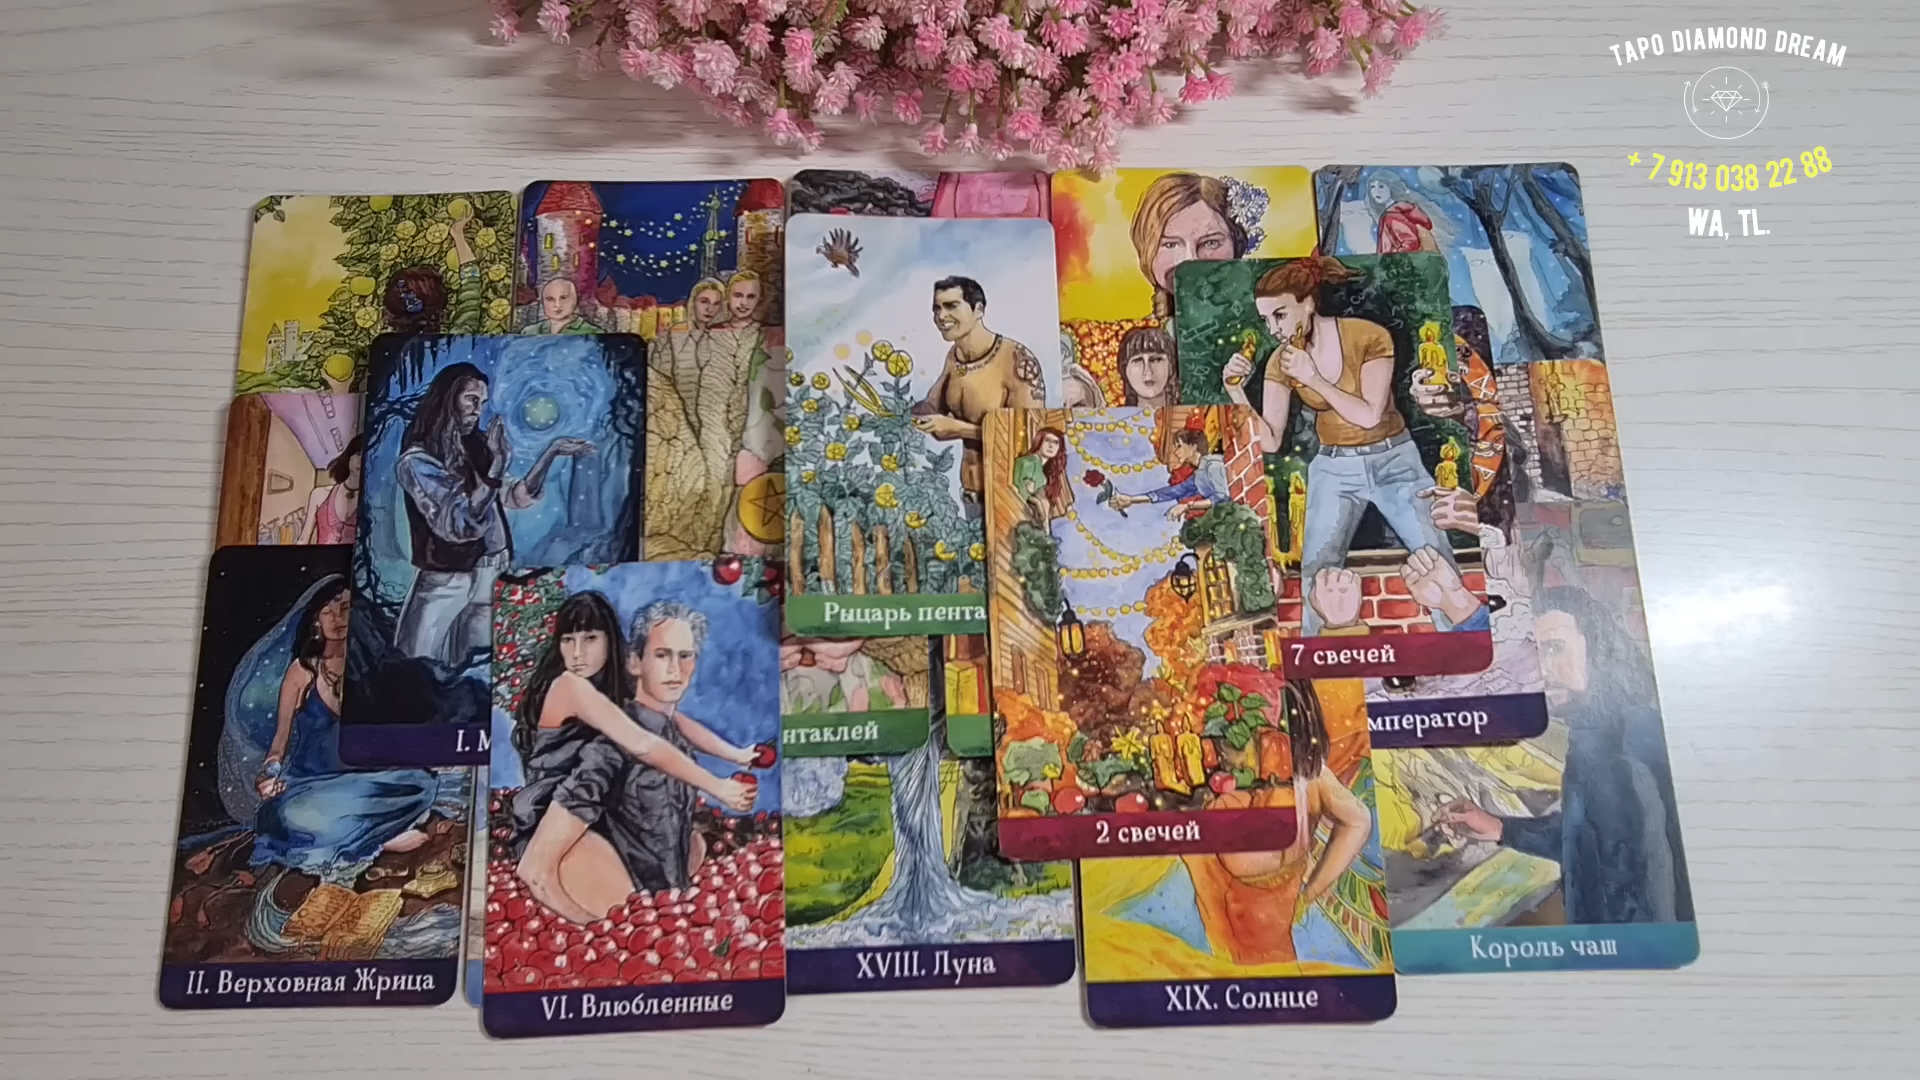 ТАРО DIAMOND DREAM
+ 7 913 038 22 88
WA, TL.
Рыцарь пента
7 свечей
мператор
I. М
нтаклей
2 свечей
Король чаш
II. Верховная Жрица
VI. Влюбленные
XVIII. Луна
XIX. Солнце